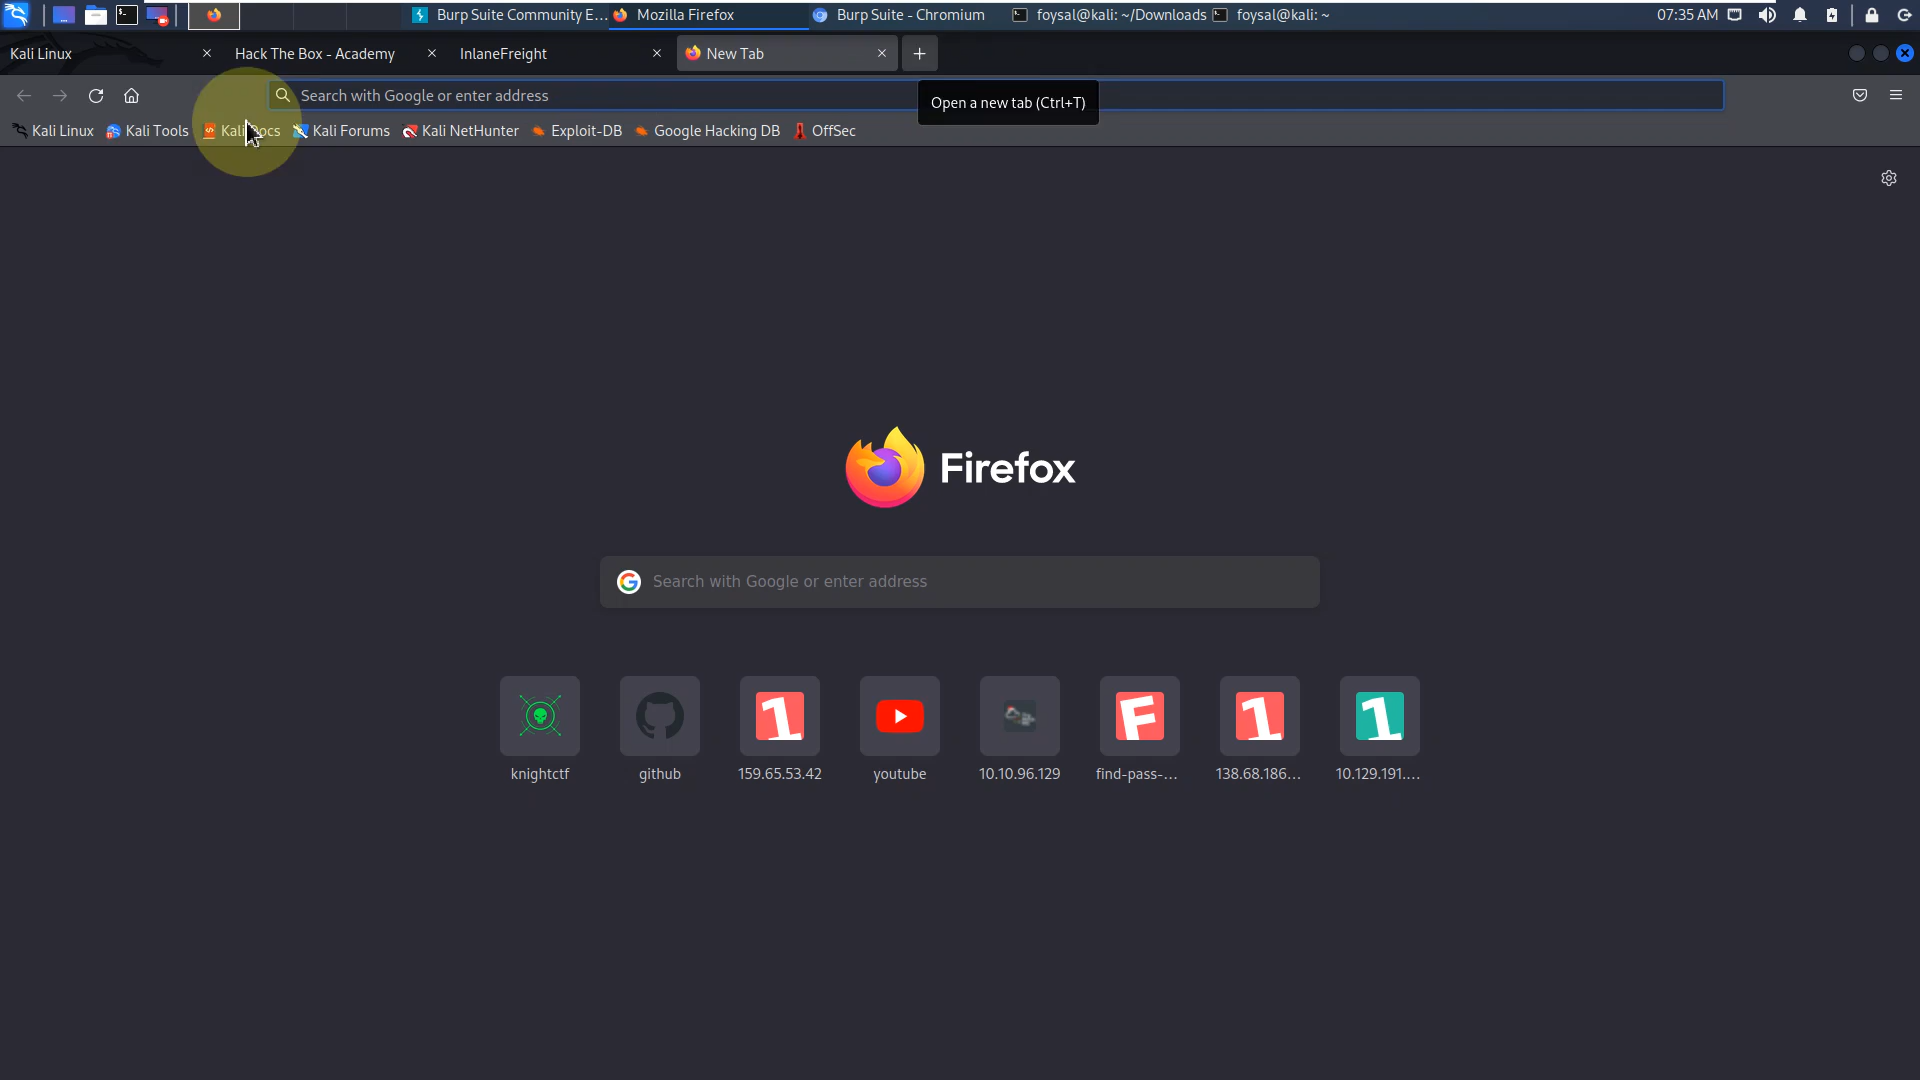 Burp Suite Community E... Mozilla Firefox Burp Suite - Chromium foysal@kali: ~/Downloads foysal@kali: ~ 07:35 AM
Kali Linux Hack The Box - Academy InlaneFreight New Tab
Search with Google or enter address
Open a new tab (Ctrl+T)
Kali Linux Kali Tools Kali Docs Kali Forums Kali NetHunter Exploit-DB Google Hacking DB OffSec
Firefox
Search with Google or enter address
1 F 1 1
knightctf github 159.65.53.42 youtube 10.10.96.129 find-pass-... 138.68.186... 10.129.191....